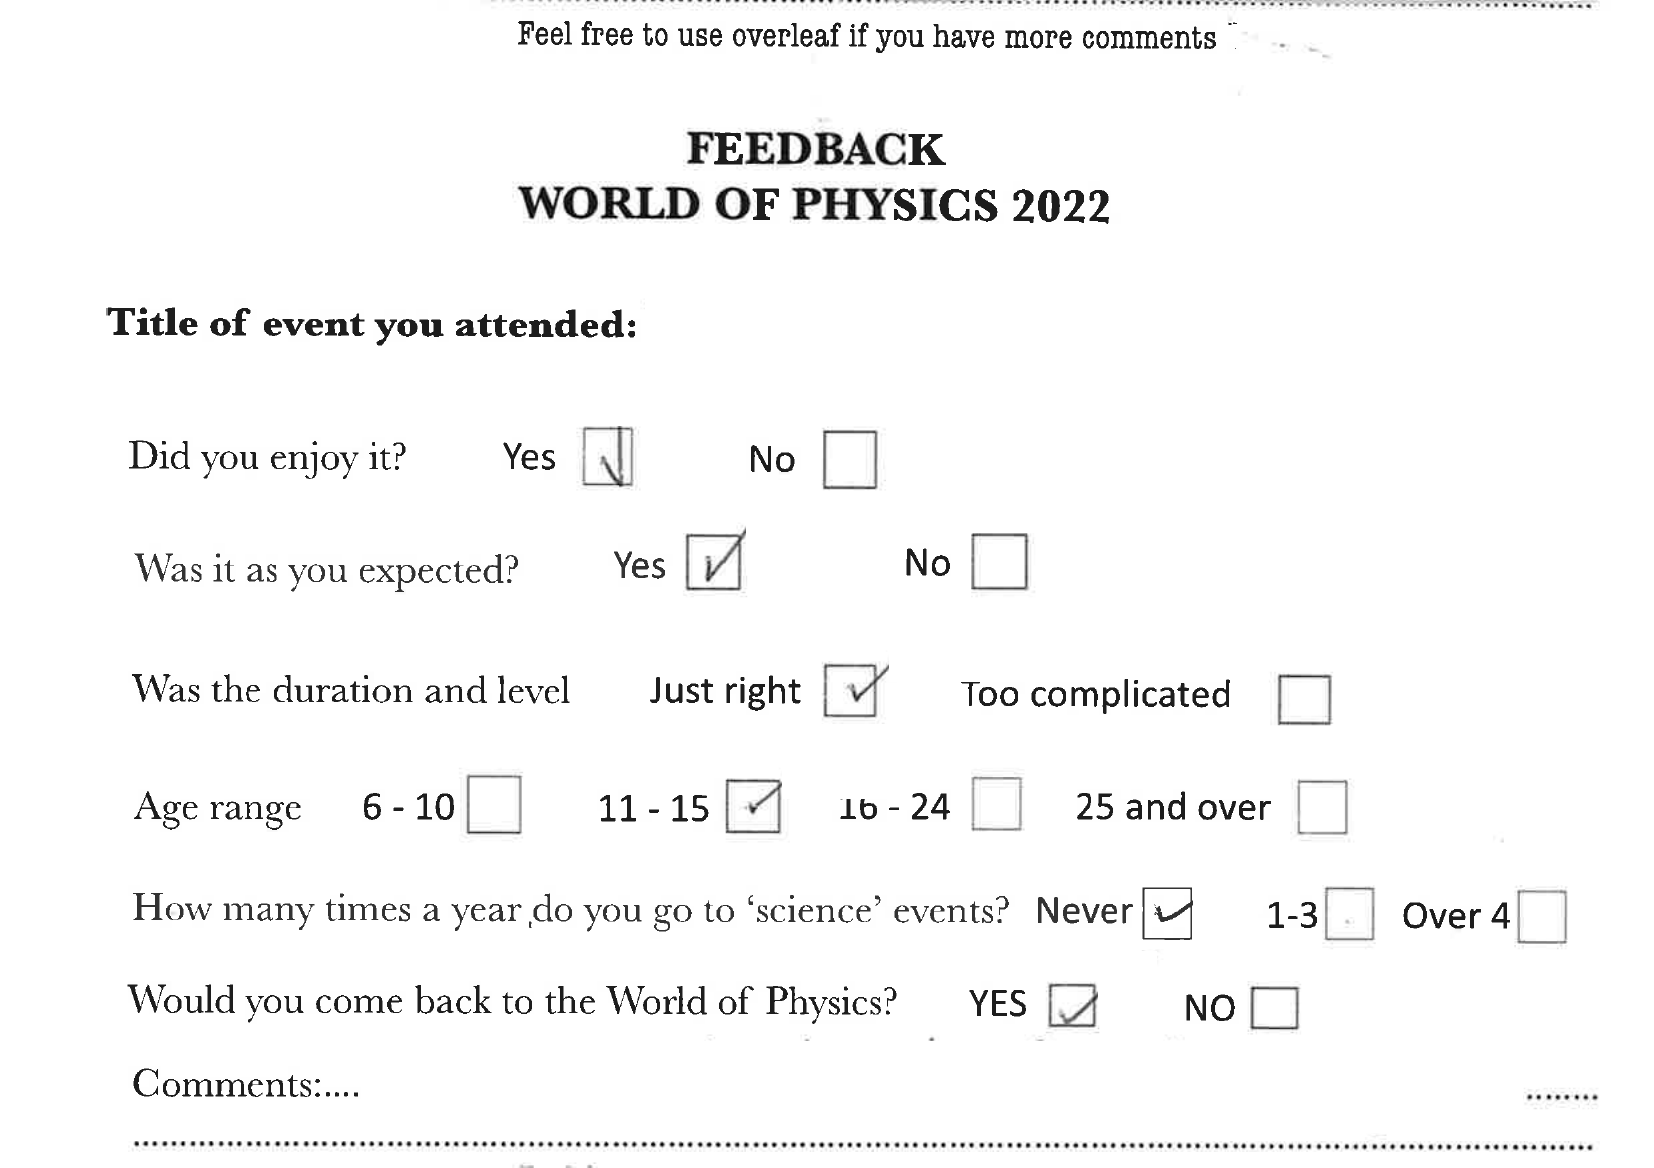 Feel free to use overleaf if you have more comments
FEEDBACK
WORLD OF PHYSICS 2022
Title of event you attended:
Did you enjoy it? Yes ☑ No ☐
Was it as you expected? Yes ☑ No ☐
Was the duration and level Just right ☑ Too complicated ☐
Age range 6 - 10 ☐ 11 - 15 ☑ 16 - 24 ☐ 25 and over ☐
How many times a year do you go to ‘science’ events? Never ☑ 1-3 ☐ Over 4 ☐
Would you come back to the World of Physics? YES ☑ NO ☐
Comments:....